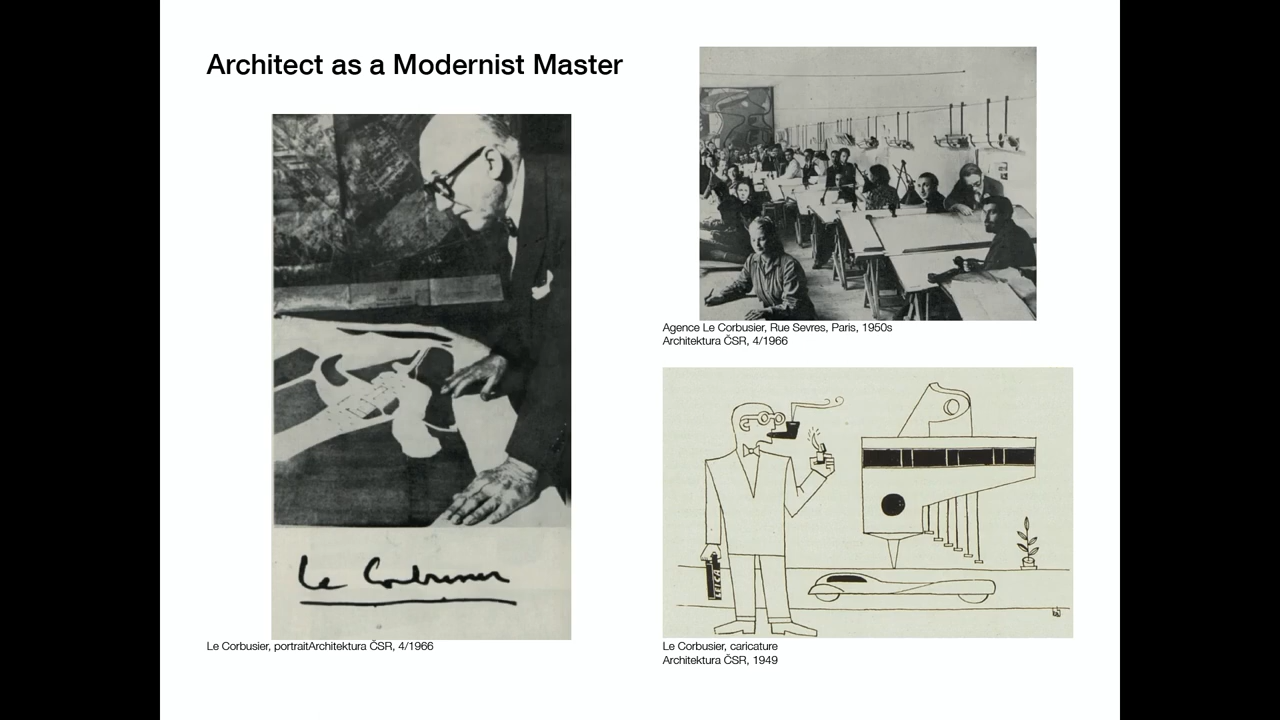 Architect as a Modernist Master
Le Corbusier
Le Corbusier, portraitArchitektura ČSR, 4/1966
Agence Le Corbusier, Rue Sevres, Paris, 1950s
Architektura ČSR, 4/1966
LEICA
Le Corbusier, caricature
Architektura ČSR, 1949